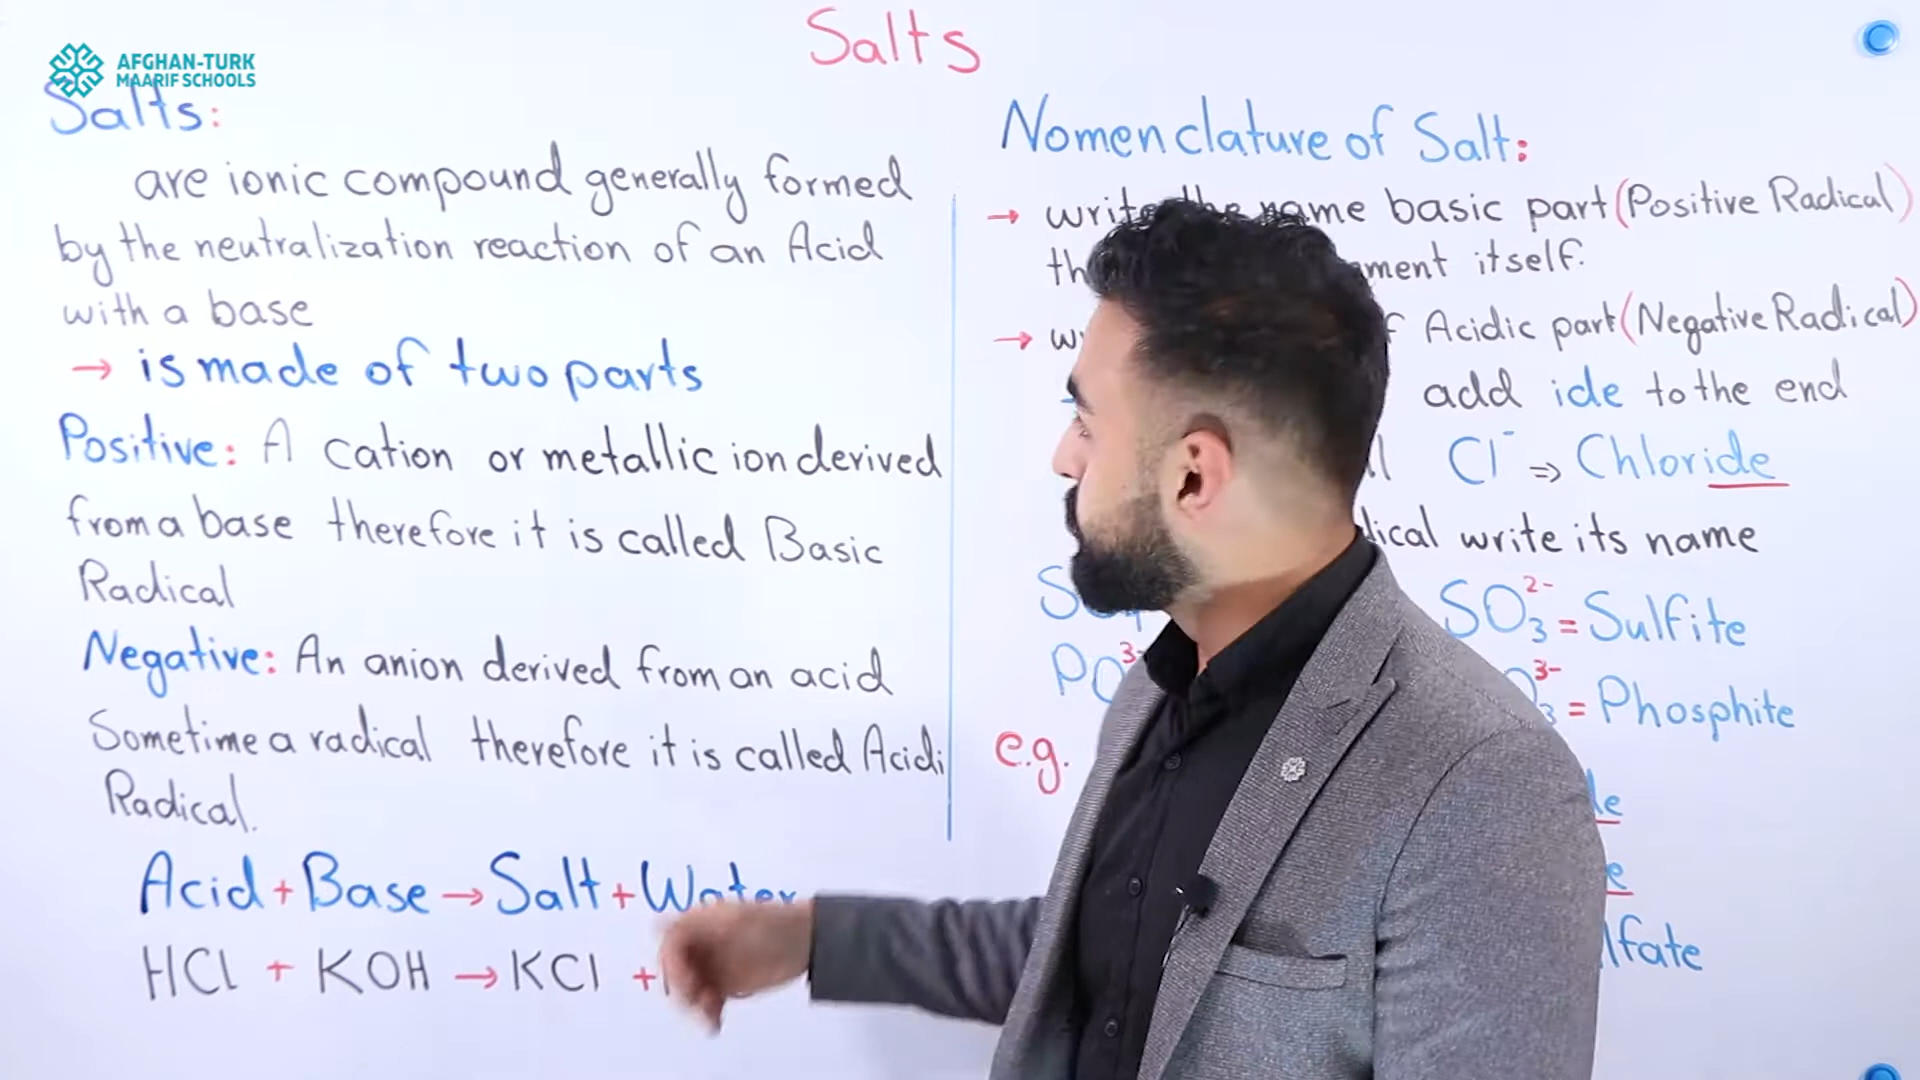 Salts
AFGHAN-TURK
MAARIF SCHOOLS
Salts:
are ionic compound generally formed
by the neutralization reaction of an Acid
with a base
→ is made of two parts
Positive: A cation or metallic ion derived
from a base therefore it is called Basic
Radical
Negative: An anion derived from an acid
Sometime a radical therefore it is called Acidi
Radical.
Acid + Base → Salt + Water
HCl + KOH → KCl +
Nomenclature of Salt:
→ write the name basic part (Positive Radical)
itself.
→ Acidic part (Negative Radical)
add ide to the end
Cl⁻ ⇒ Chloride
write its name
SO₃²⁻ = Sulfite
3- = Phosphite
e.g.